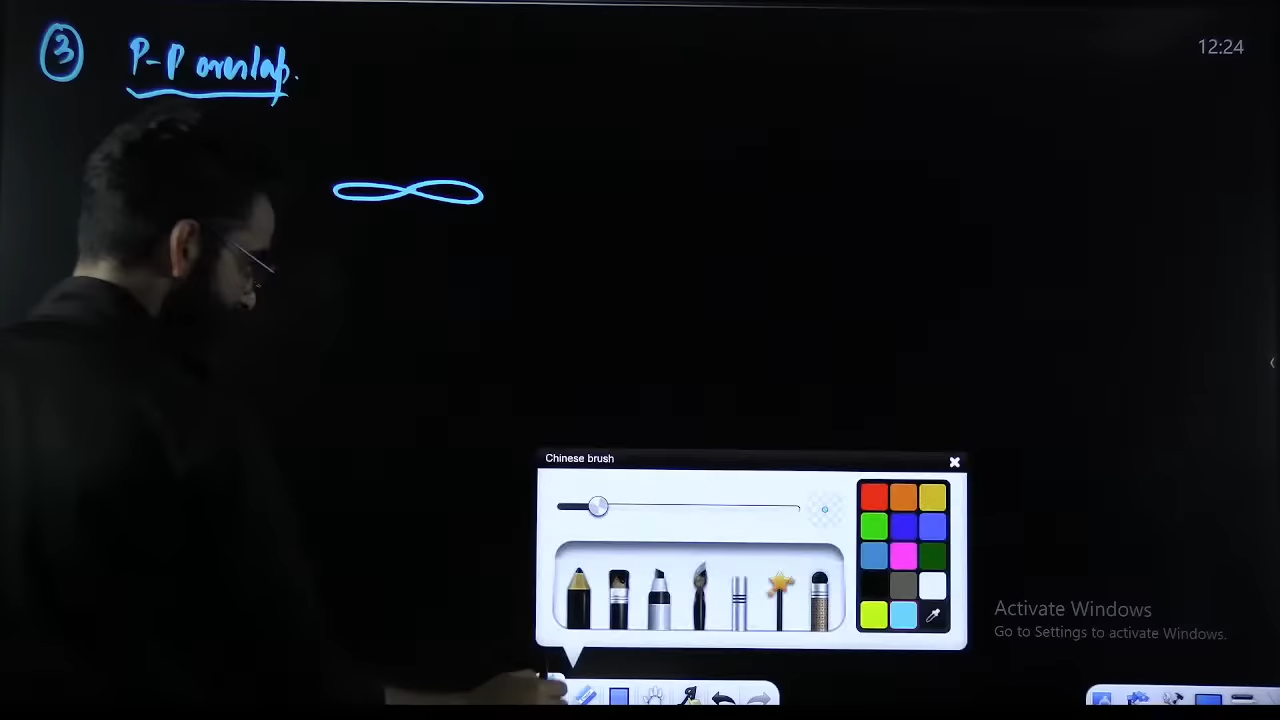 ③ P-P overlap.
12:24
Chinese brush
Activate Windows
Go to Settings to activate Windows.